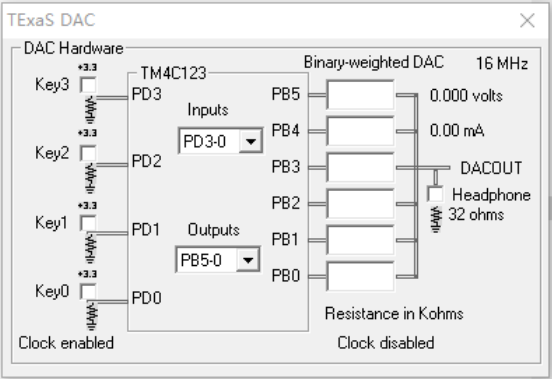 TExaS DAC
DAC Hardware
Binary-weighted DAC 16 MHz
+3.3
Key3
TM4C123
PD3
Inputs
PD3-0
PB5
0.000 volts
+3.3
Key2
PD2
PB4
0.00 mA
PB3
DACOUT
+3.3
Key1
PD1
Outputs
PB5-0
PB2
Headphone
32 ohms
PB1
+3.3
Key0
PD0
PB0
Resistance in Kohms
Clock enabled
Clock disabled